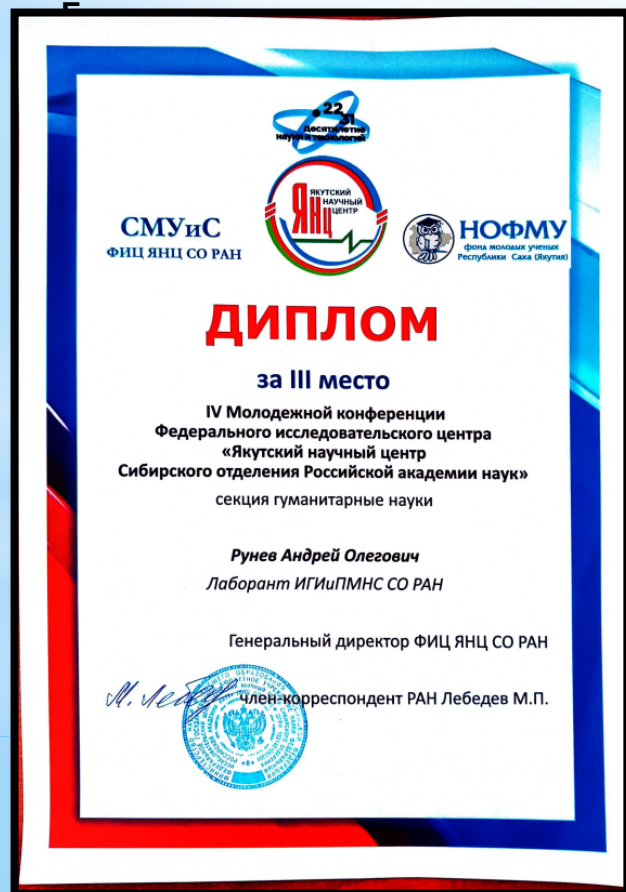 22
31
десятилетие
науки и технологий
ЯКУТСКИЙ
НАУЧНЫЙ
ЦЕНТР
ЯНЦ
СМУиС
ФИЦ ЯНЦ СО РАН
НОФМУ
фонд молодых ученых
Республики Саха (Якутия)
ДИПЛОМ
за III место
IV Молодежной конференции
Федерального исследовательского центра
«Якутский научный центр
Сибирского отделения Российской академии наук»
секция гуманитарные науки
Рунев Андрей Олегович
Лаборант ИГИиПМНС СО РАН
Генеральный директор ФИЦ ЯНЦ СО РАН
член-корреспондент РАН Лебедев М.П.